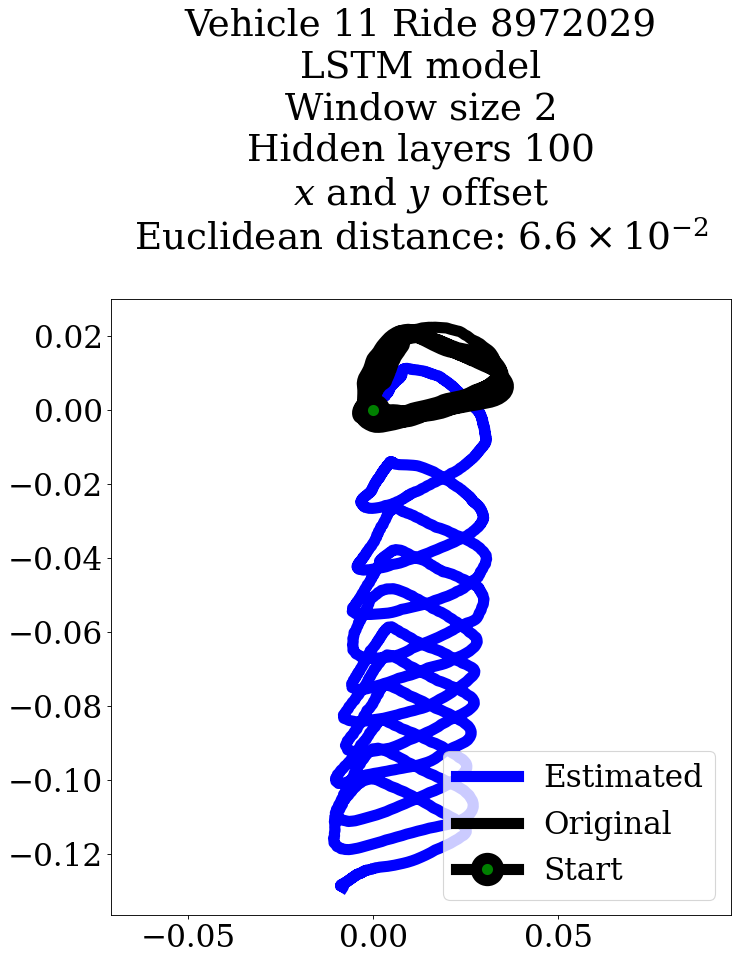 Vehicle 11 Ride 8972029
LSTM model
Window size 2
Hidden layers 100
x and y offset
Euclidean distance: 6.6 × 10⁻²
0.02
0.00
−0.02
−0.04
−0.06
−0.08
−0.10
−0.12
Estimated
Original
Start
−0.05 0.00 0.05